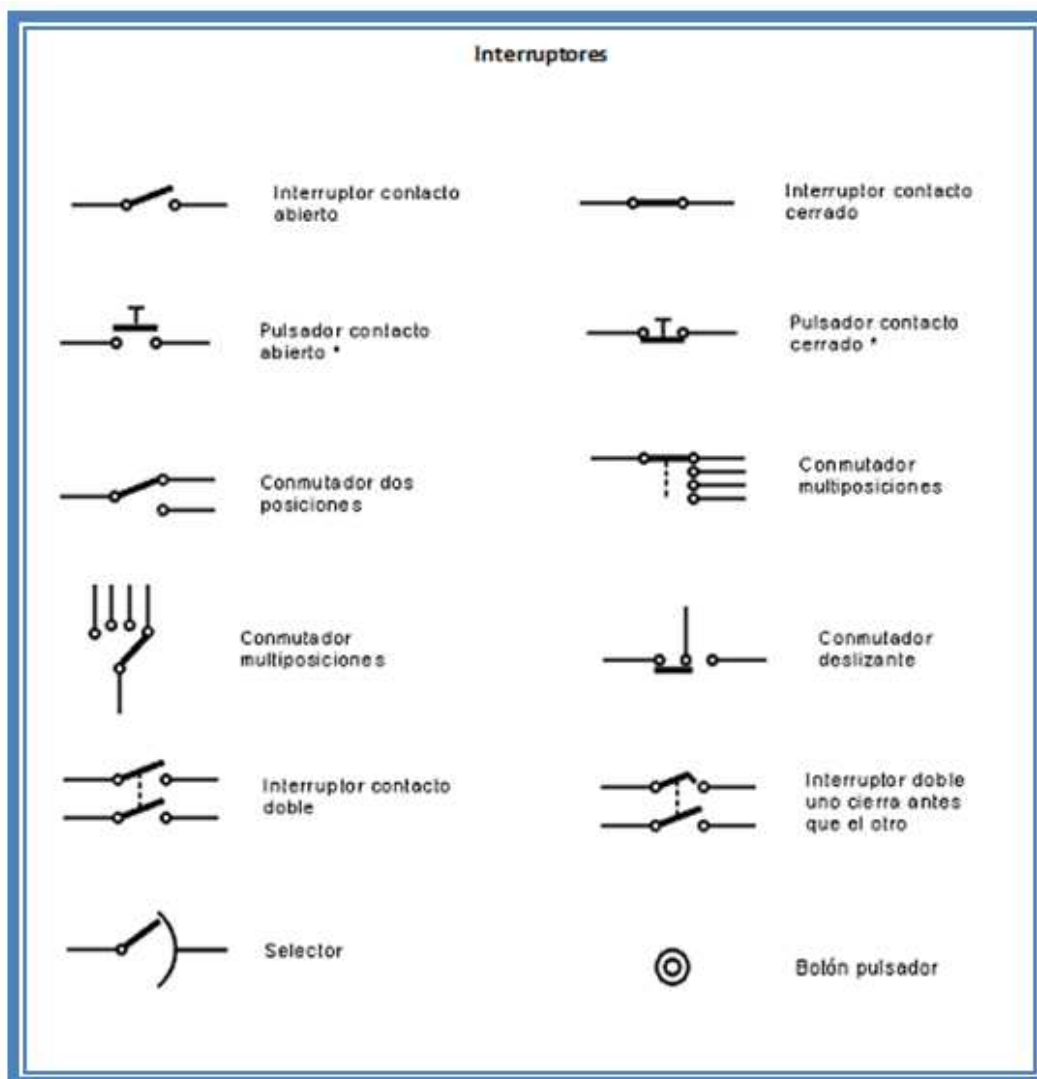 Interruptores
Interruptor contacto
abierto
Interruptor contacto
cerrado
Pulsador contacto
abierto *
Pulsador contacto
cerrado *
Conmutador dos
posiciones
Conmutador
multiposiciones
Conmutador
multiposiciones
Conmutador
deslizante
Interruptor contacto
doble
Interruptor doble
uno cierra antes
que el otro
Selector
Botón pulsador